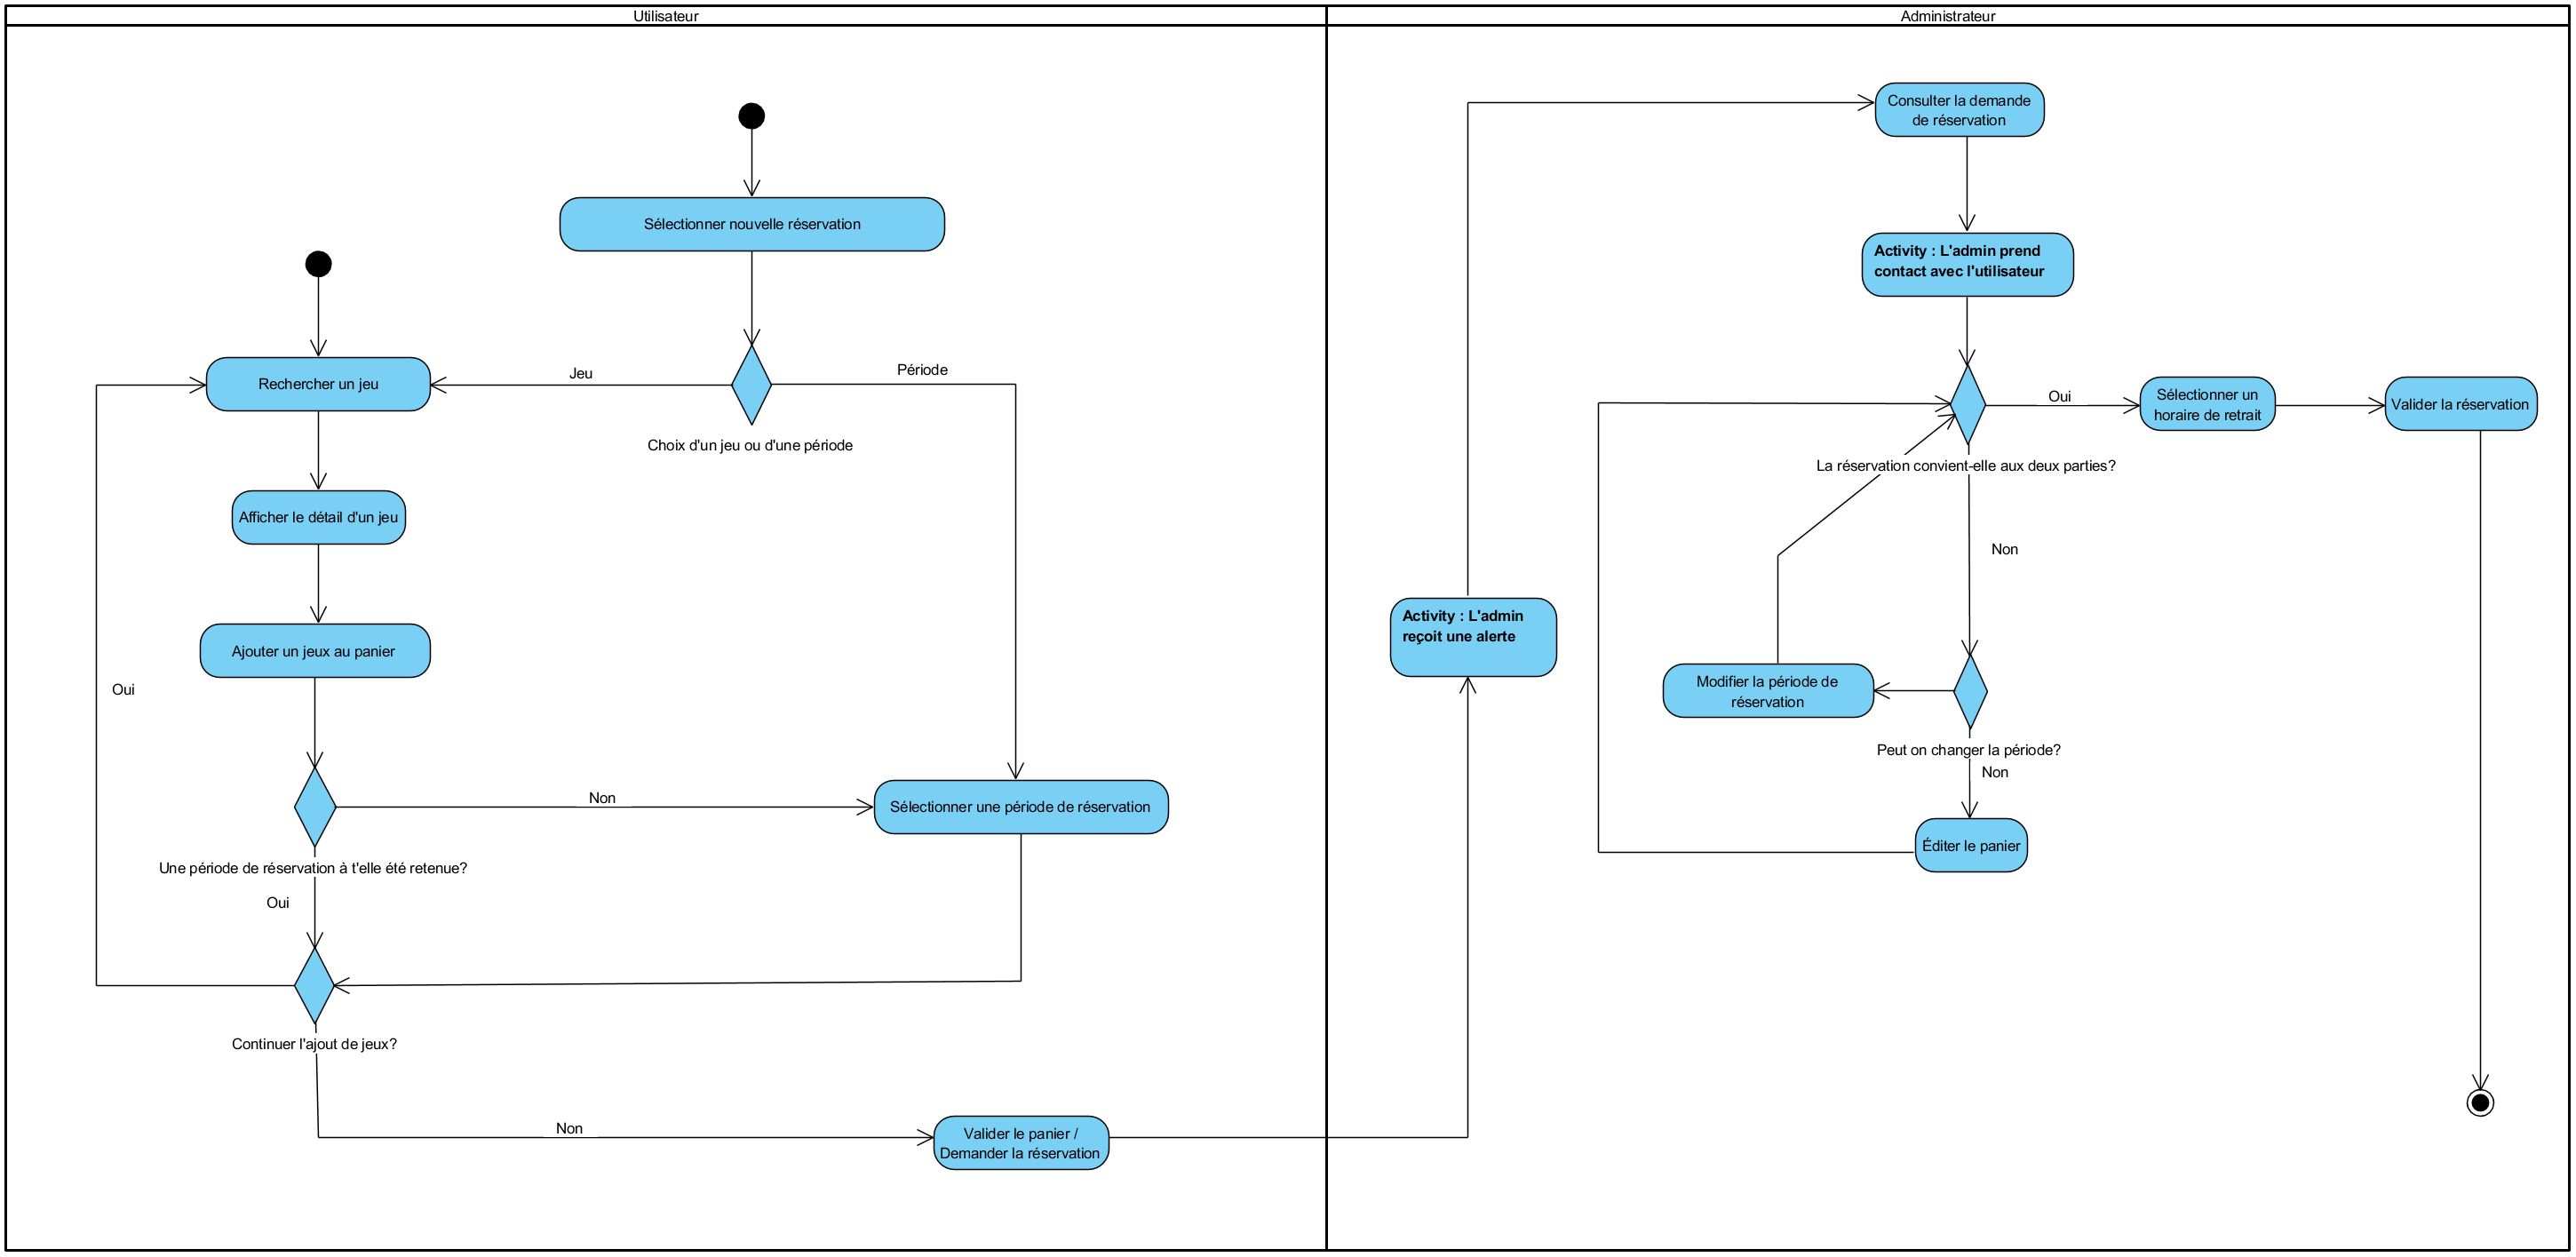 Utilisateur
Administrateur
Consulter la demande
de réservation
Sélectionner nouvelle réservation
Activity : L'admin prend
contact avec l'utilisateur
Rechercher un jeu
Jeu
Période
Choix d'un jeu ou d'une période
Oui
Sélectionner un
horaire de retrait
Valider la réservation
La réservation convient-elle aux deux parties?
Afficher le détail d'un jeu
Non
Activity : L'admin
reçoit une alerte
Ajouter un jeux au panier
Oui
Modifier la période de
réservation
Peut on changer la période?
Non
Non
Sélectionner une période de réservation
Éditer le panier
Une période de réservation à t'elle été retenue?
Oui
Continuer l'ajout de jeux?
Non
Valider le panier /
Demander la réservation